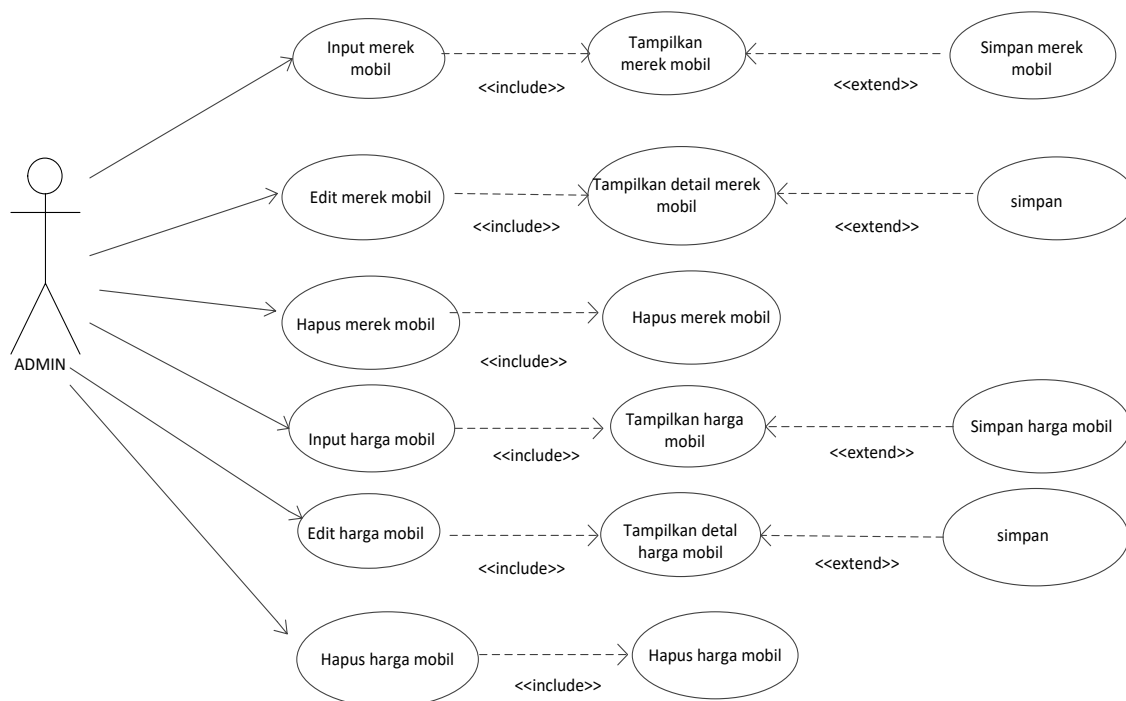 Input merek
mobil
<<include>>
Tampilkan
merek mobil
<<extend>>
Simpan merek
mobil
Edit merek mobil
<<include>>
Tampilkan detail merek
mobil
<<extend>>
simpan
ADMIN
Hapus merek mobil
<<include>>
Hapus merek mobil
Input harga mobil
<<include>>
Tampilkan harga
mobil
<<extend>>
Simpan harga mobil
Edit harga mobil
<<include>>
Tampilkan detal
harga mobil
<<extend>>
simpan
Hapus harga mobil
<<include>>
Hapus harga mobil